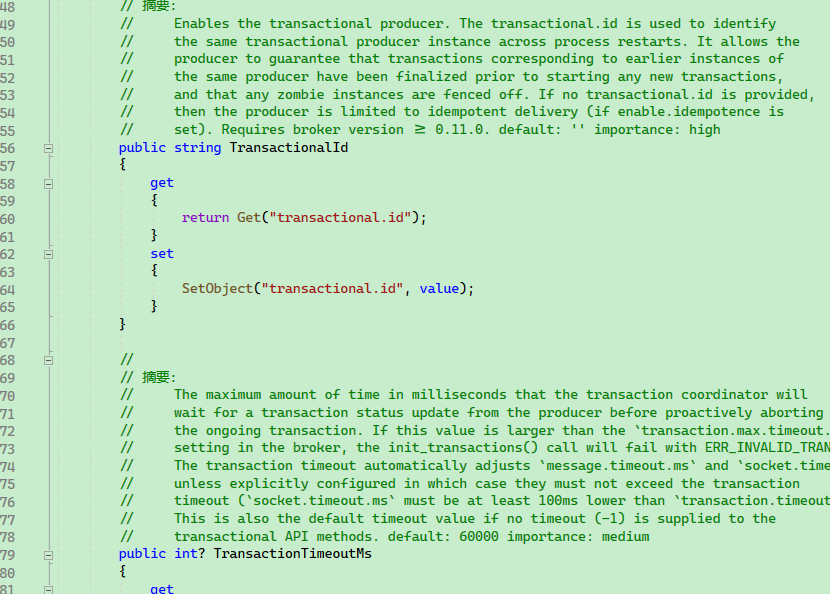 48 // 摘要:
49 // Enables the transactional producer. The transactional.id is used to identify
50 // the same transactional producer instance across process restarts. It allows the
51 // producer to guarantee that transactions corresponding to earlier instances of
52 // the same producer have been finalized prior to starting any new transactions,
53 // and that any zombie instances are fenced off. If no transactional.id is provided,
54 // then the producer is limited to idempotent delivery (if enable.idempotence is
55 // set). Requires broker version ≥ 0.11.0. default: '' importance: high
56 public string TransactionalId
57 {
58 get
59 {
60 return Get("transactional.id");
61 }
62 set
63 {
64 SetObject("transactional.id", value);
65 }
66 }
67
68 //
69 // 摘要:
70 // The maximum amount of time in milliseconds that the transaction coordinator will
71 // wait for a transaction status update from the producer before proactively aborting
72 // the ongoing transaction. If this value is larger than the `transaction.max.timeout.
73 // setting in the broker, the init_transactions() call will fail with ERR_INVALID_TRAN
74 // The transaction timeout automatically adjusts `message.timeout.ms` and `socket.time
75 // unless explicitly configured in which case they must not exceed the transaction
76 // timeout (`socket.timeout.ms` must be at least 100ms lower than `transaction.timeout
77 // This is also the default timeout value if no timeout (-1) is supplied to the
78 // transactional API methods. default: 60000 importance: medium
79 public int? TransactionTimeoutMs
80 {
81 get